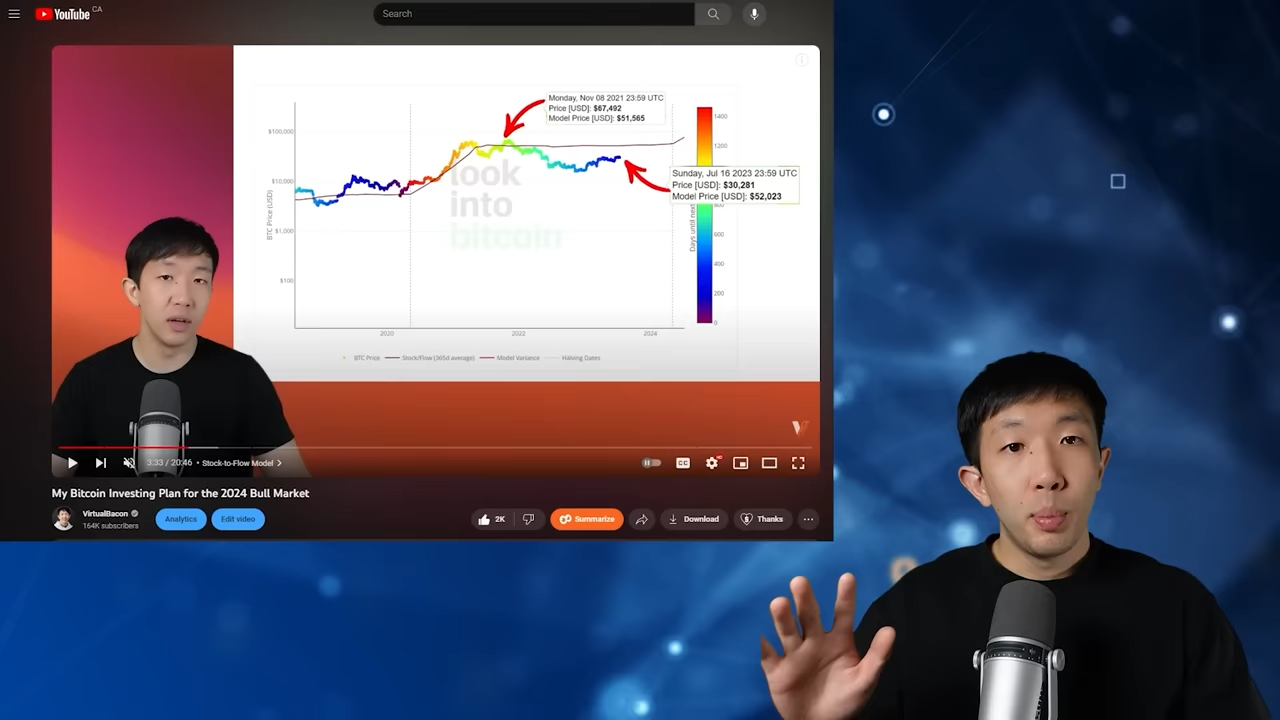 YouTube CA
Search
Monday, Nov 08 2021 23:59 UTC
Price [USD]: $67,492
Model Price [USD]: $51,565
Sunday, Jul 16 2023 23:59 UTC
Price [USD]: $30,281
Model Price [USD]: $52,023
look
into
bitcoin
BTC Price (USD)
$100,000
$10,000
$1,000
$100
2020
2022
2024
Days until next
1400
1200
800
600
400
200
0
BTC Price
Stock/Flow (365d average)
Model Variance
Halving Dates
3:33 / 20:46 • Stock-to-Flow Model >
CC
HD
My Bitcoin Investing Plan for the 2024 Bull Market
VirtualBacon
164K subscribers
Analytics
Edit video
2K
Summarize
Download
Thanks